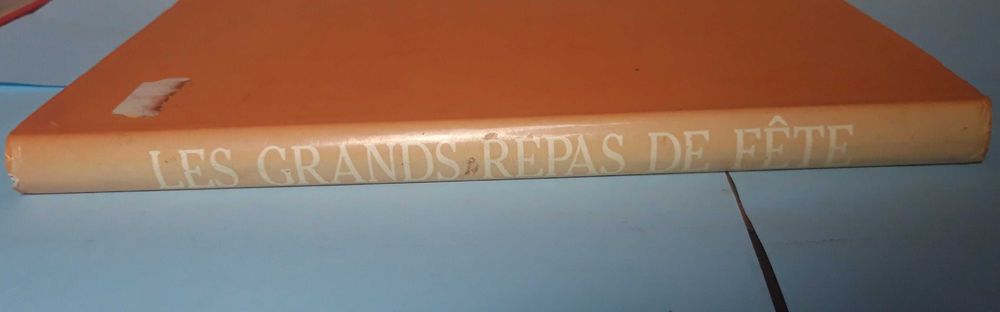 LES GRANDS REPAS DE FÊTE